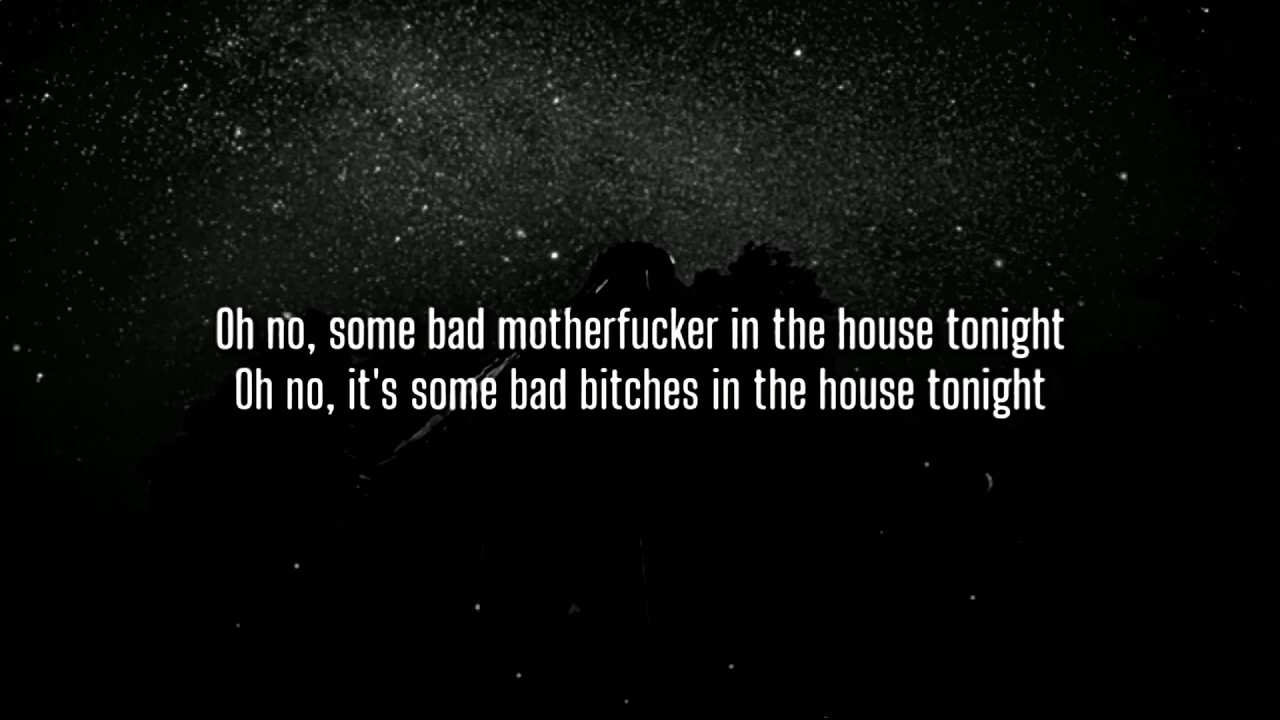 Oh no, some bad motherfucker in the house tonight
Oh no, it's some bad bitches in the house tonight